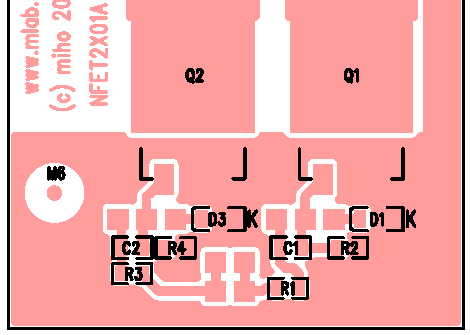 www.mlab.
(c) miho 20
NFET2X01A
Q2
Q1
M6
D3 K
D1 K
C2
R4
C1
R2
R3
R1